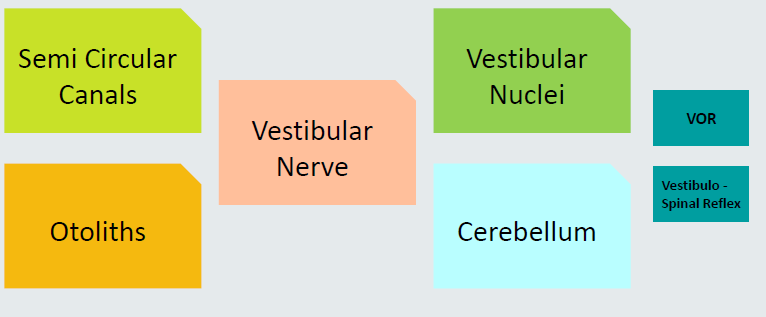 Semi Circular
Canals
Otoliths
Vestibular
Nerve
Vestibular
Nuclei
Cerebellum
VOR
Vestibulo -
Spinal Reflex